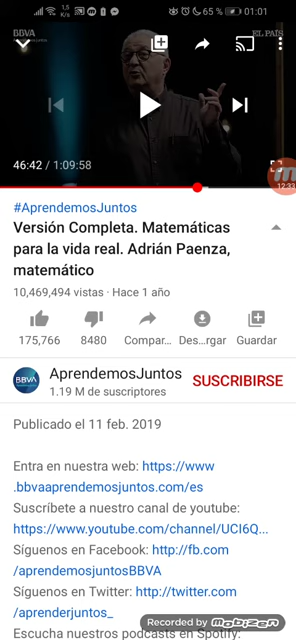 1,5
K/s
65 %
01:01
BBVA
EL PAÍS
46:42 / 1:09:58
12:33
#AprendemosJuntos
Versión Completa. Matemáticas
para la vida real. Adrián Paenza,
matemático
10,469,494 vistas · Hace 1 año
175,766 8480 Compar... Des...rgar Guardar
BBVA
AprendemosJuntos
1.19 M de suscriptores
SUSCRIBIRSE
Publicado el 11 feb. 2019
Entra en nuestra web: https://www
.bbvaaprendemosjuntos.com/es
Suscríbete a nuestro canal de youtube:
https://www.youtube.com/channel/UCI6Q...
Síguenos en Facebook: http://fb.com
/aprendemosjuntosBBVA
Síguenos en Twitter: http://twitter.com
/aprenderjuntos_
Escucha nuestros podcasts en Spotify:
Recorded by Mobizen